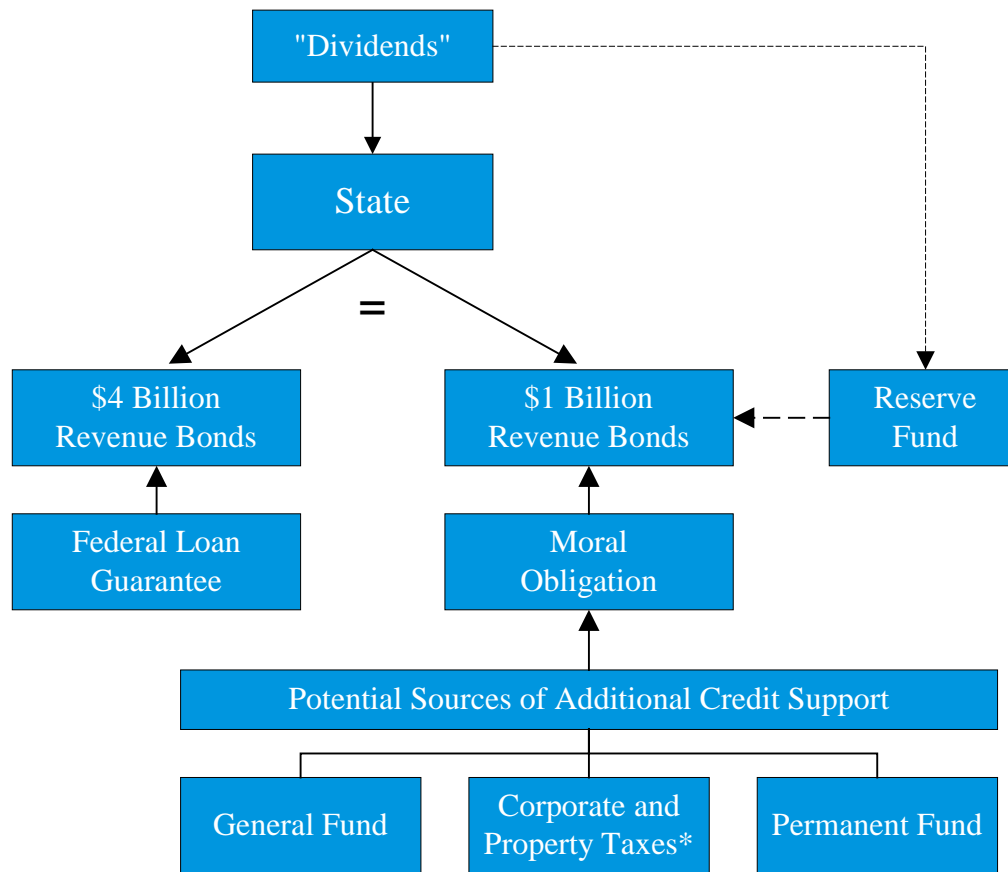 "Dividends"
State
=
$4 Billion
Revenue Bonds
$1 Billion
Revenue Bonds
Reserve
Fund
Federal Loan
Guarantee
Moral
Obligation
Potential Sources of Additional Credit Support
General Fund
Corporate and
Property Taxes*
Permanent Fund